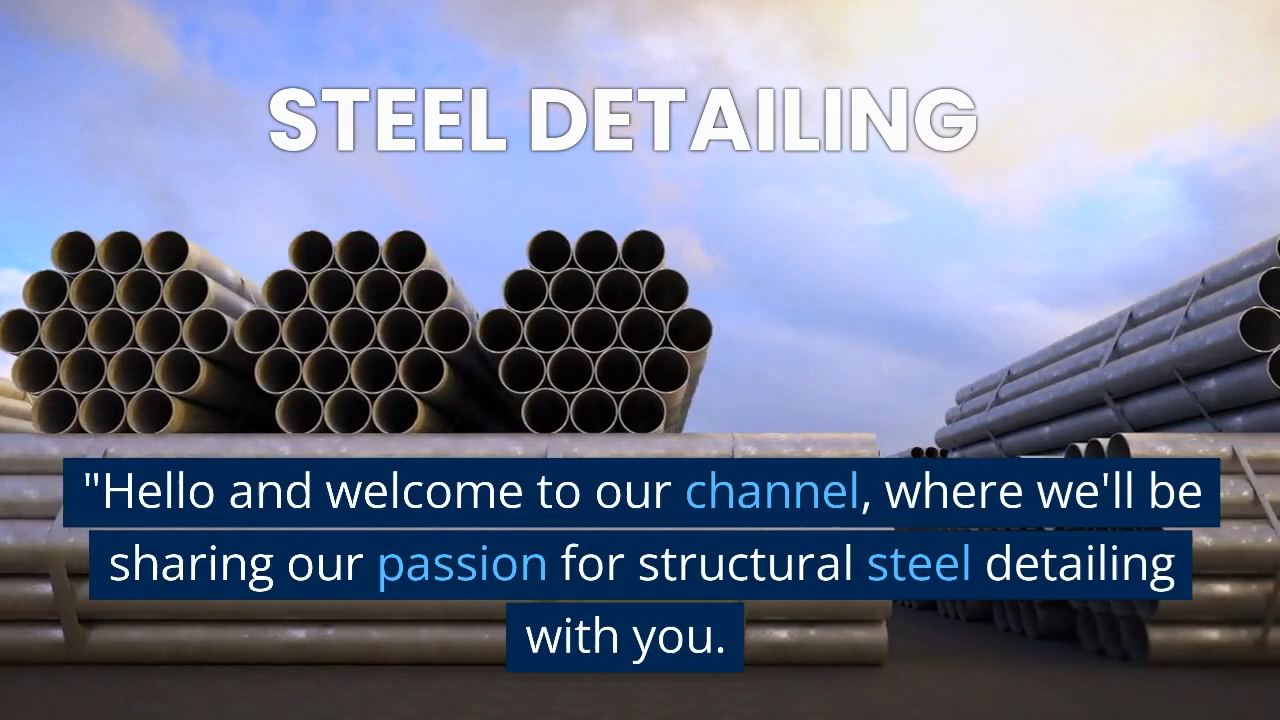 STEEL DETAILING
"Hello and welcome to our channel, where we'll be
sharing our passion for structural steel detailing
with you.